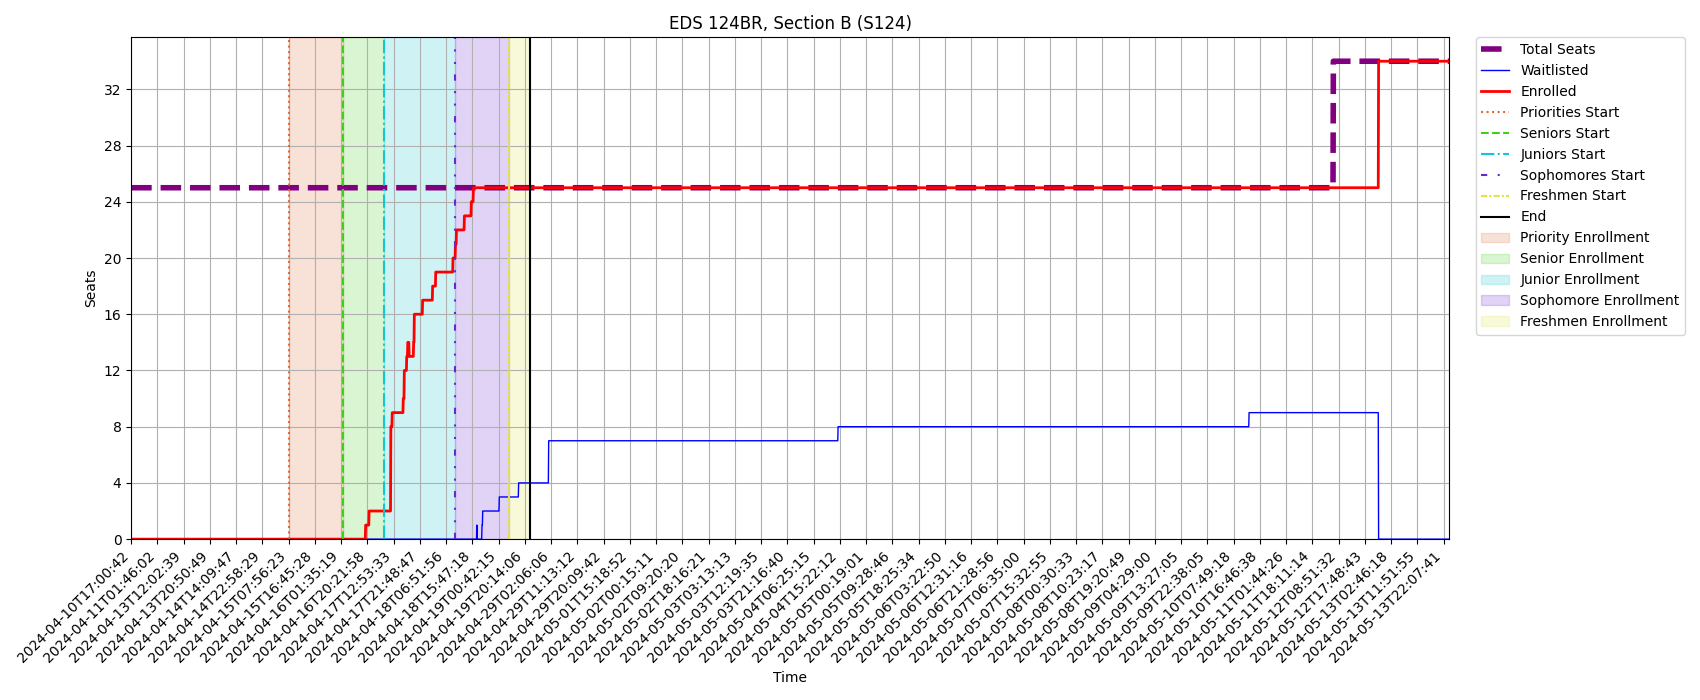 EDS 124BR, Section B (S124)
Seats
32
28
24
20
16
12
8
4
0
2024-04-10T17:00:42
2024-04-11T01:46:02
2024-04-13T12:02:39
2024-04-13T20:50:49
2024-04-14T14:09:47
2024-04-14T22:58:29
2024-04-15T07:56:23
2024-04-15T16:45:28
2024-04-16T01:35:19
2024-04-16T20:21:58
2024-04-17T12:53:33
2024-04-17T21:48:47
2024-04-18T06:51:56
2024-04-18T15:47:18
2024-04-19T00:42:15
2024-04-19T20:14:06
2024-04-29T02:06:06
2024-04-29T11:13:12
2024-04-29T20:09:42
2024-05-01T15:18:52
2024-05-02T00:15:11
2024-05-02T09:20:20
2024-05-02T18:16:21
2024-05-03T03:13:13
2024-05-03T12:19:35
2024-05-03T21:16:40
2024-05-04T06:25:15
2024-05-04T15:22:12
2024-05-05T00:19:01
2024-05-05T09:28:46
2024-05-05T18:25:34
2024-05-06T03:22:50
2024-05-06T12:31:16
2024-05-06T21:28:56
2024-05-07T06:35:00
2024-05-07T15:32:55
2024-05-08T00:30:33
2024-05-08T10:23:17
2024-05-08T19:20:49
2024-05-09T04:29:00
2024-05-09T13:27:05
2024-05-09T22:38:05
2024-05-10T07:49:18
2024-05-10T16:46:38
2024-05-11T01:44:26
2024-05-11T18:11:14
2024-05-12T08:51:32
2024-05-12T17:48:43
2024-05-13T02:46:18
2024-05-13T11:51:55
2024-05-13T22:07:41
Time
Total Seats
Waitlisted
Enrolled
Priorities Start
Seniors Start
Juniors Start
Sophomores Start
Freshmen Start
End
Priority Enrollment
Senior Enrollment
Junior Enrollment
Sophomore Enrollment
Freshmen Enrollment